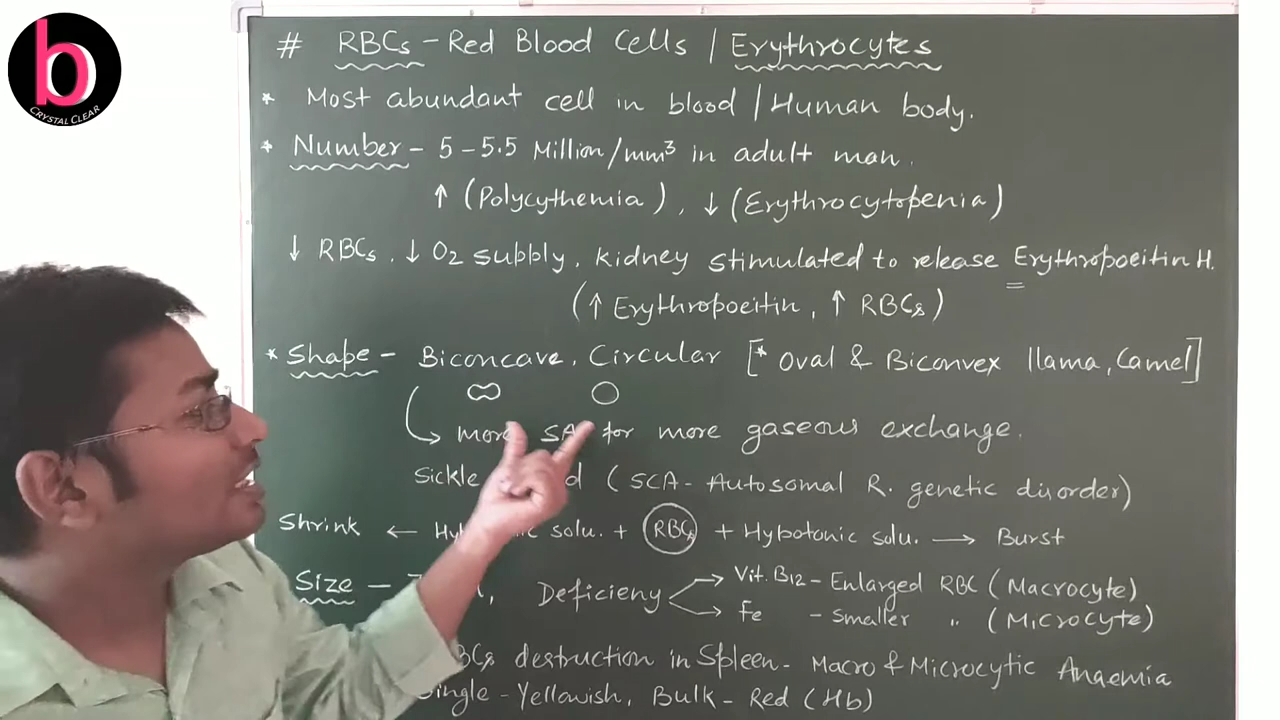 b
CRYSTAL CLEAR
# RBCs - Red Blood Cells / Erythrocytes
* Most abundant cell in blood / Human body.
* Number - 5 - 5.5 Million/mm³ in adult man.
↑ (Polycythemia), ↓ (Erythrocytopenia)
↓ RBCs, ↓ O2 supply, kidney stimulated to release Erythropoeitin H.
(↑ Erythropoeitin, ↑ RBCs)
* Shape - Biconcave, Circular [* Oval & Biconvex llama, Camel]
More SA for more gaseous exchange.
Sickle (SCA - Autosomal R. genetic disorder)
Shrink ← solu. + RBCs + Hypotonic solu. → Burst
Size - Deficieny Vit. B12 - Enlarged RBC (Macrocyte)
Fe - Smaller " (Microcyte)
RBCs destruction in Spleen - Macro & Microcytic Anaemia
Single - Yellowish, Bulk - Red (Hb)